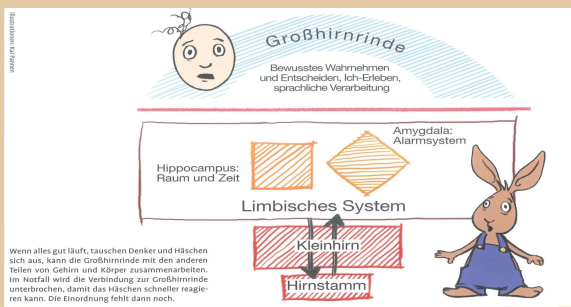 Illustrationen: Kai Pannen
Großhirnrinde
Bewusstes Wahrnehmen
und Entscheiden, Ich-Erleben,
sprachliche Verarbeitung
Amygdala:
Alarmsystem
Hippocampus:
Raum und Zeit
Limbisches System
Kleinhirn
Hirnstamm
Wenn alles gut läuft, tauschen Denker und Häschen
sich aus, kann die Großhirnrinde mit den anderen
Teilen von Gehirn und Körper zusammenarbeiten.
Im Notfall wird die Verbindung zur Großhirnrinde
unterbrochen, damit das Häschen schneller reagie-
ren kann. Die Einordnung fehlt dann noch.